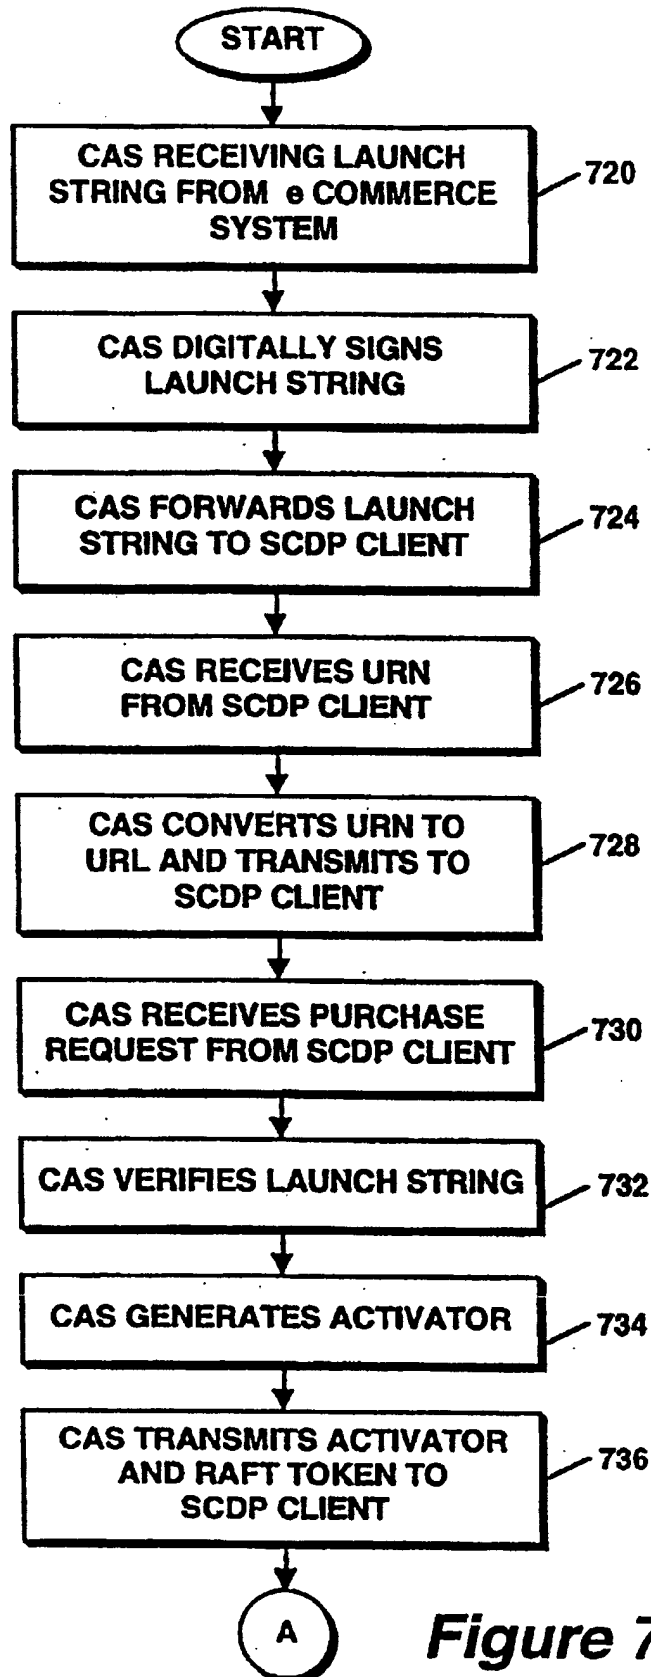 START
CAS RECEIVING LAUNCH
STRING FROM e COMMERCE
SYSTEM
720
CAS DIGITALLY SIGNS
LAUNCH STRING
722
CAS FORWARDS LAUNCH
STRING TO SCDP CLIENT
724
CAS RECEIVES URN
FROM SCDP CLIENT
726
CAS CONVERTS URN TO
URL AND TRANSMITS TO
SCDP CLIENT
728
CAS RECEIVES PURCHASE
REQUEST FROM SCDP CLIENT
730
CAS VERIFIES LAUNCH STRING
732
CAS GENERATES ACTIVATOR
734
CAS TRANSMITS ACTIVATOR
AND RAFT TOKEN TO
SCDP CLIENT
736
A
Figure 7